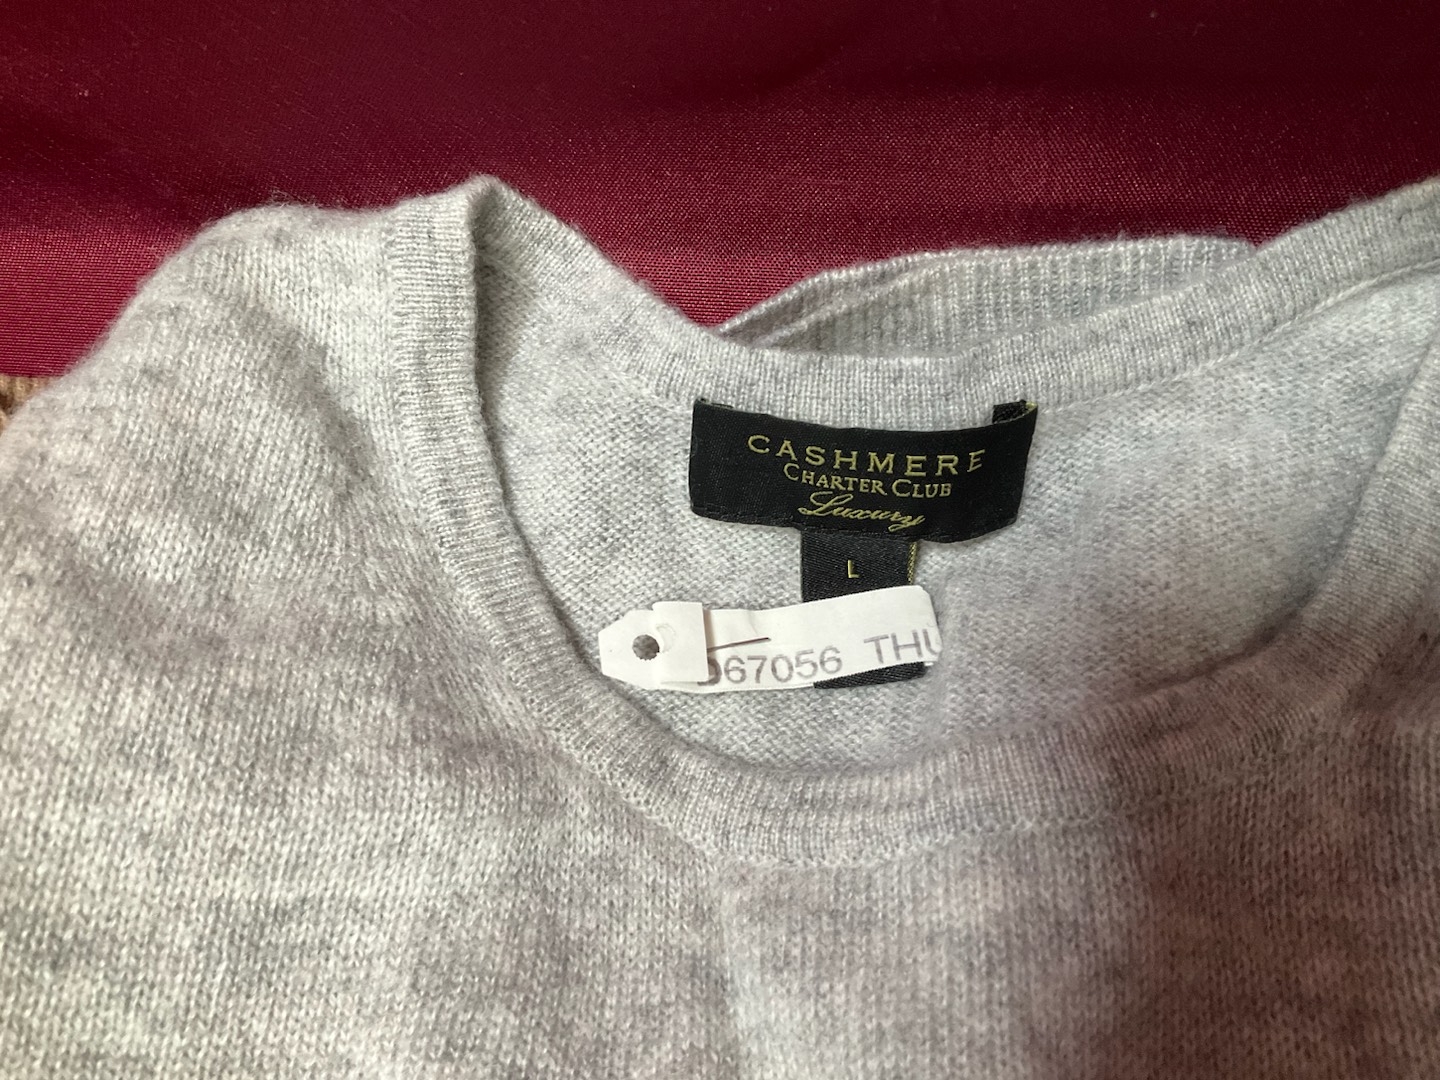 CASHMERE
CHARTER CLUB
Luxury
L
67056 THU